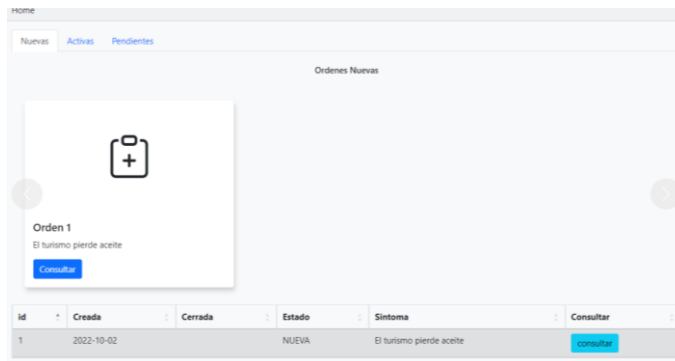 Home
Nuevas Activas Pendientes
Ordenes Nuevas
Orden 1
El turismo pierde aceite
Consultar
id Creada Cerrada Estado Sintoma Consultar
1 2022-10-02 NUEVA El turismo pierde aceite consultar